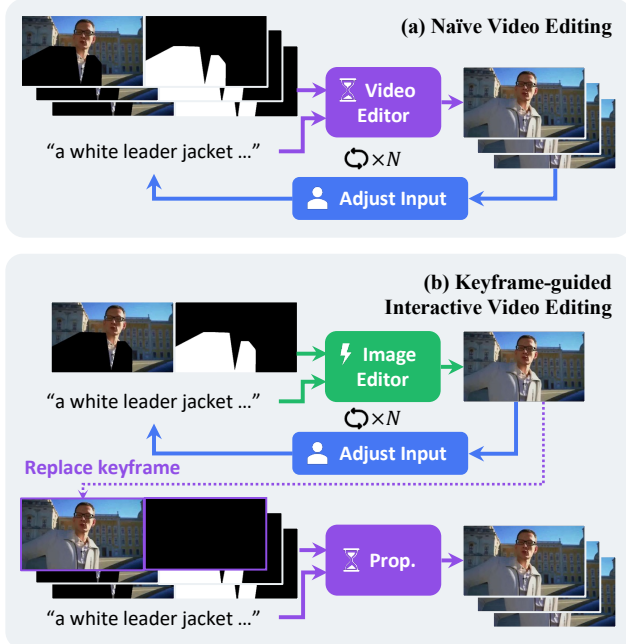 (a) Naïve Video Editing
Video
Editor
“a white leader jacket ...”
×N
Adjust Input
(b) Keyframe-guided
Interactive Video Editing
Image
Editor
“a white leader jacket ...”
×N
Adjust Input
Replace keyframe
Prop.
“a white leader jacket ...”